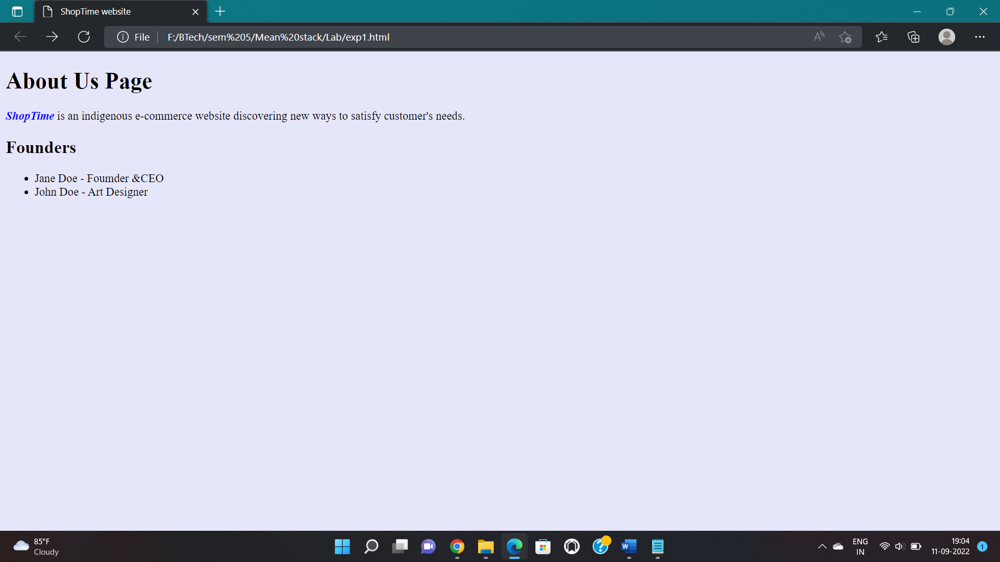 ShopTime website
File
F:/BTech/sem%205/Mean%20stack/Lab/exp1.html
About Us Page
ShopTime is an indigenous e-commerce website discovering new ways to satisfy customer's needs.
Founders
Jane Doe - Foumder &CEO
John Doe - Art Designer
85°F
Cloudy
ENG
IN
19:04
11-09-2022
1